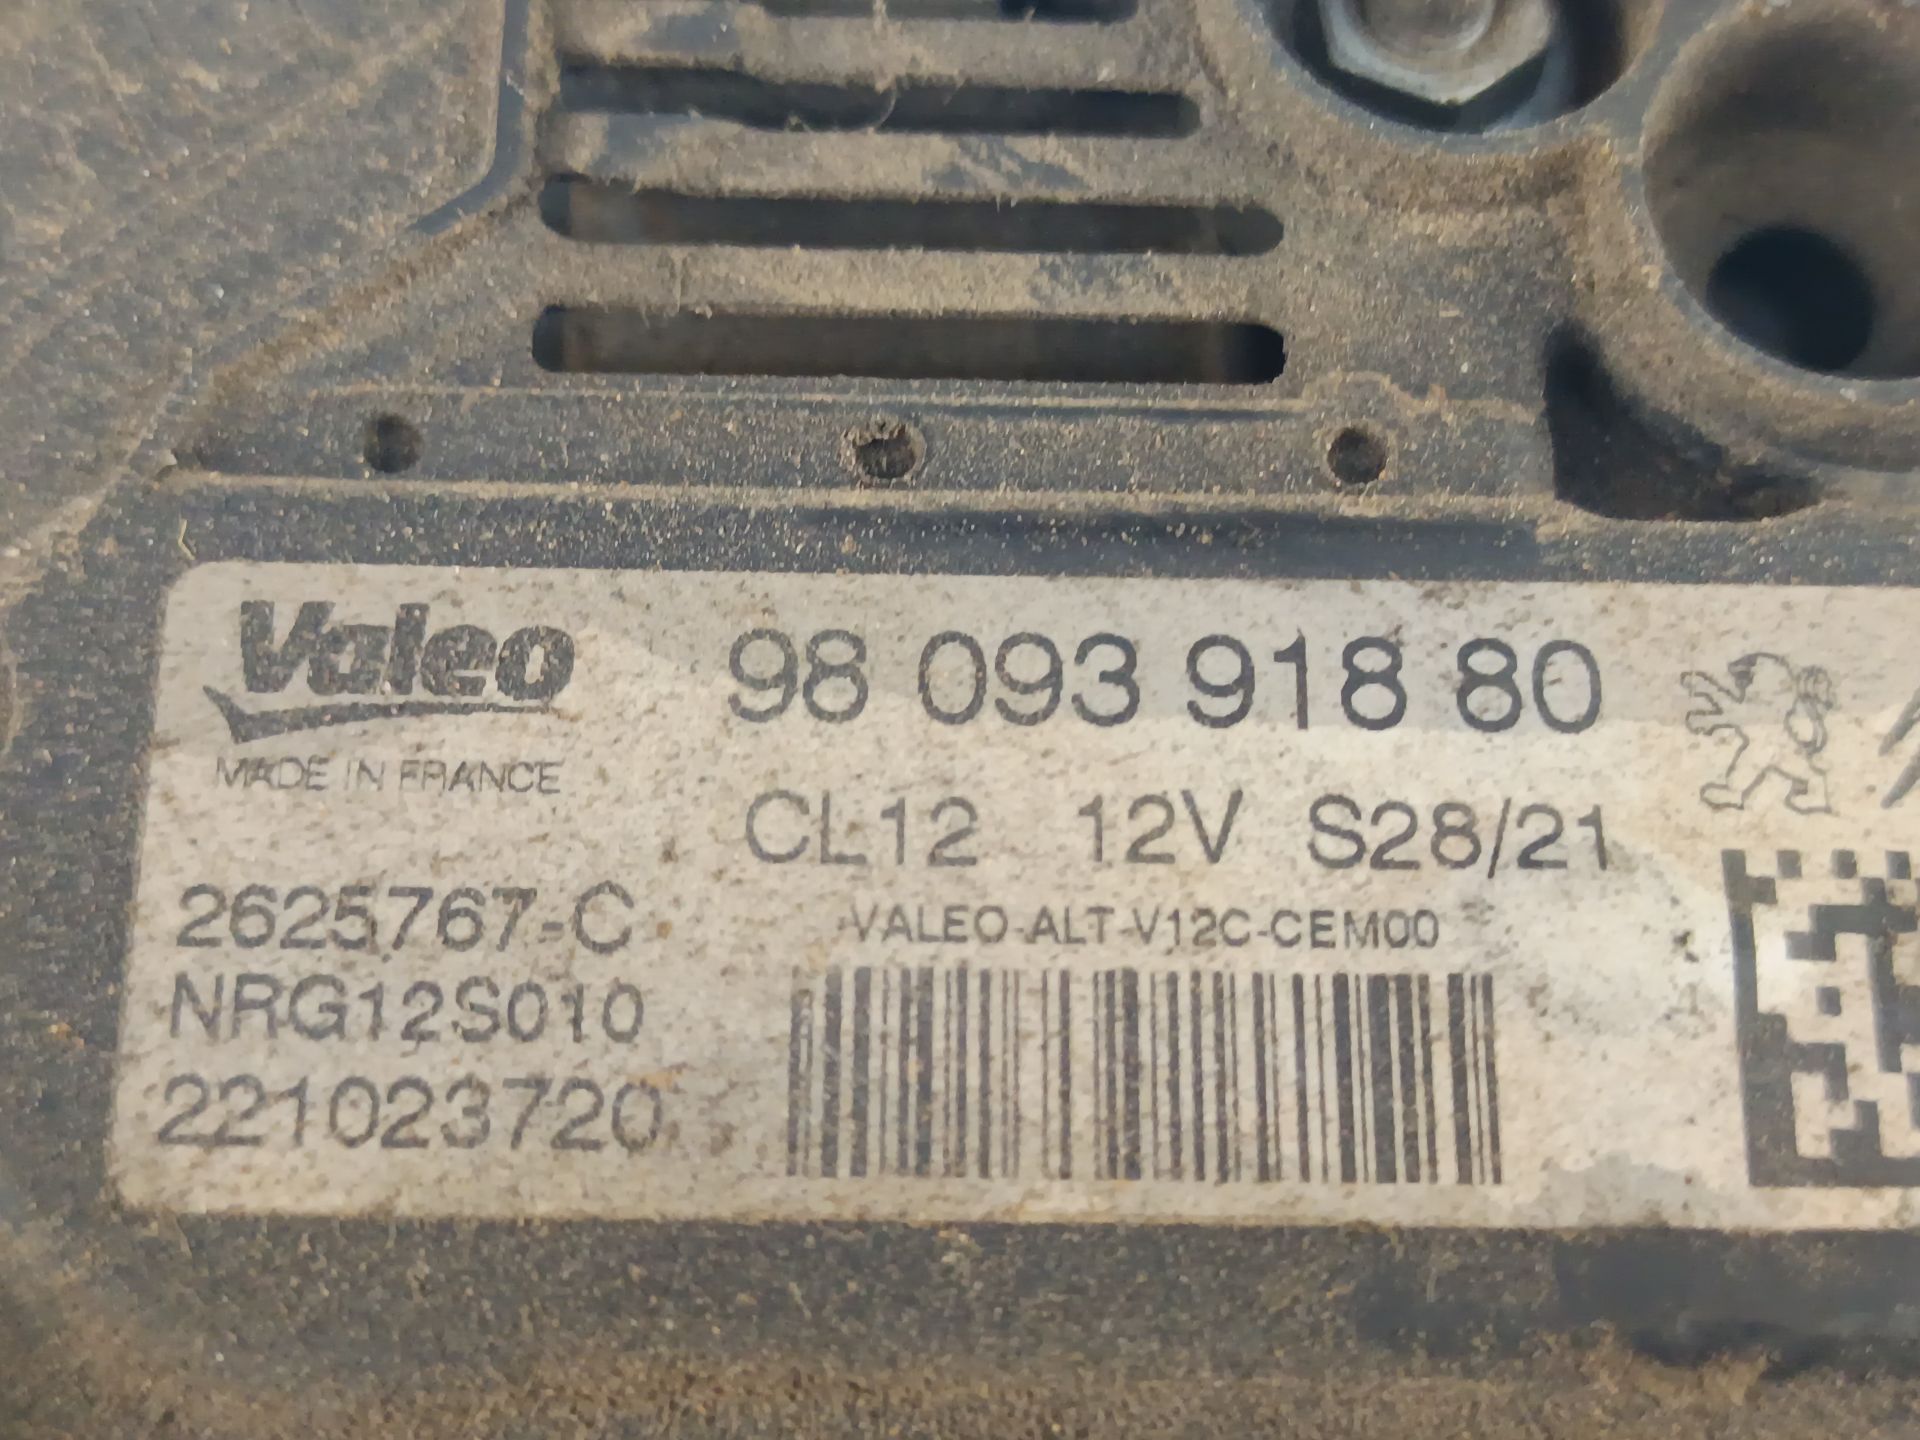 Valeo
MADE IN FRANCE
98 093 918 80
CL12 12V S28/21
2625767-C
VALEO-ALT-V12C-CEM00
NRG12S010
221023720